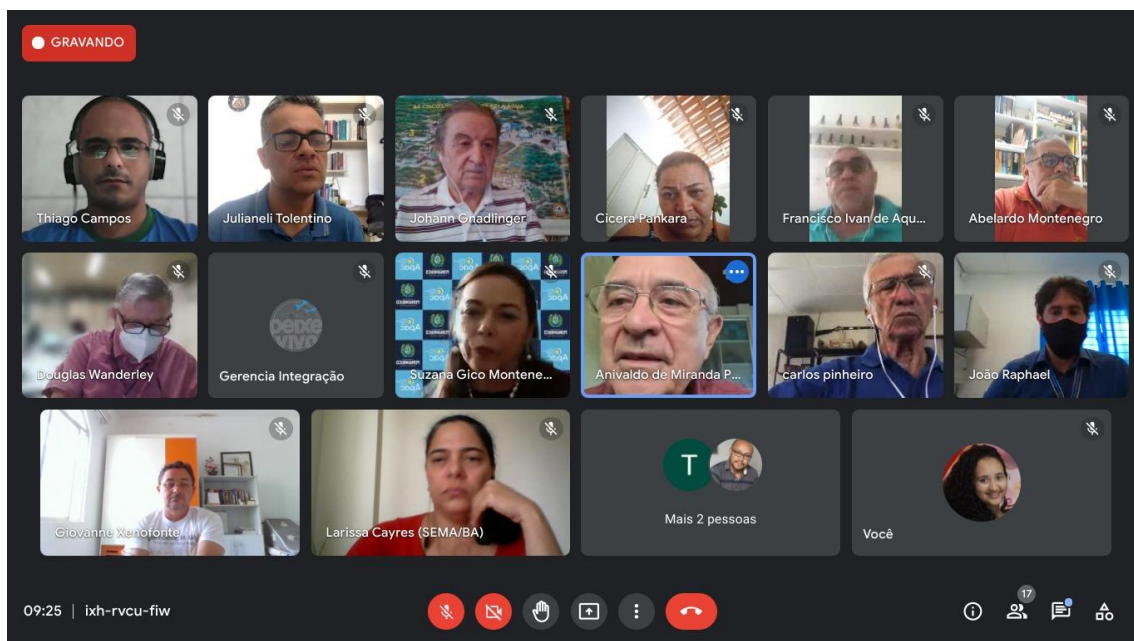 GRAVANDO
Thiago Campos
Julianeli Tolentino
Johann Gnadlinger
Cicera Pankara
Francisco Ivan de Aqu...
Abelardo Montenegro
Douglas Wanderley
peixe
vivo
Gerencia Integração
Suzana Gico Montene...
Anivaldo de Miranda P...
carlos pinheiro
João Raphael
Giovanne Xenofonte
Larissa Cayres (SEMA/BA)
T
Mais 2 pessoas
Você
09:25 | ixh-rvcu-fiw
17